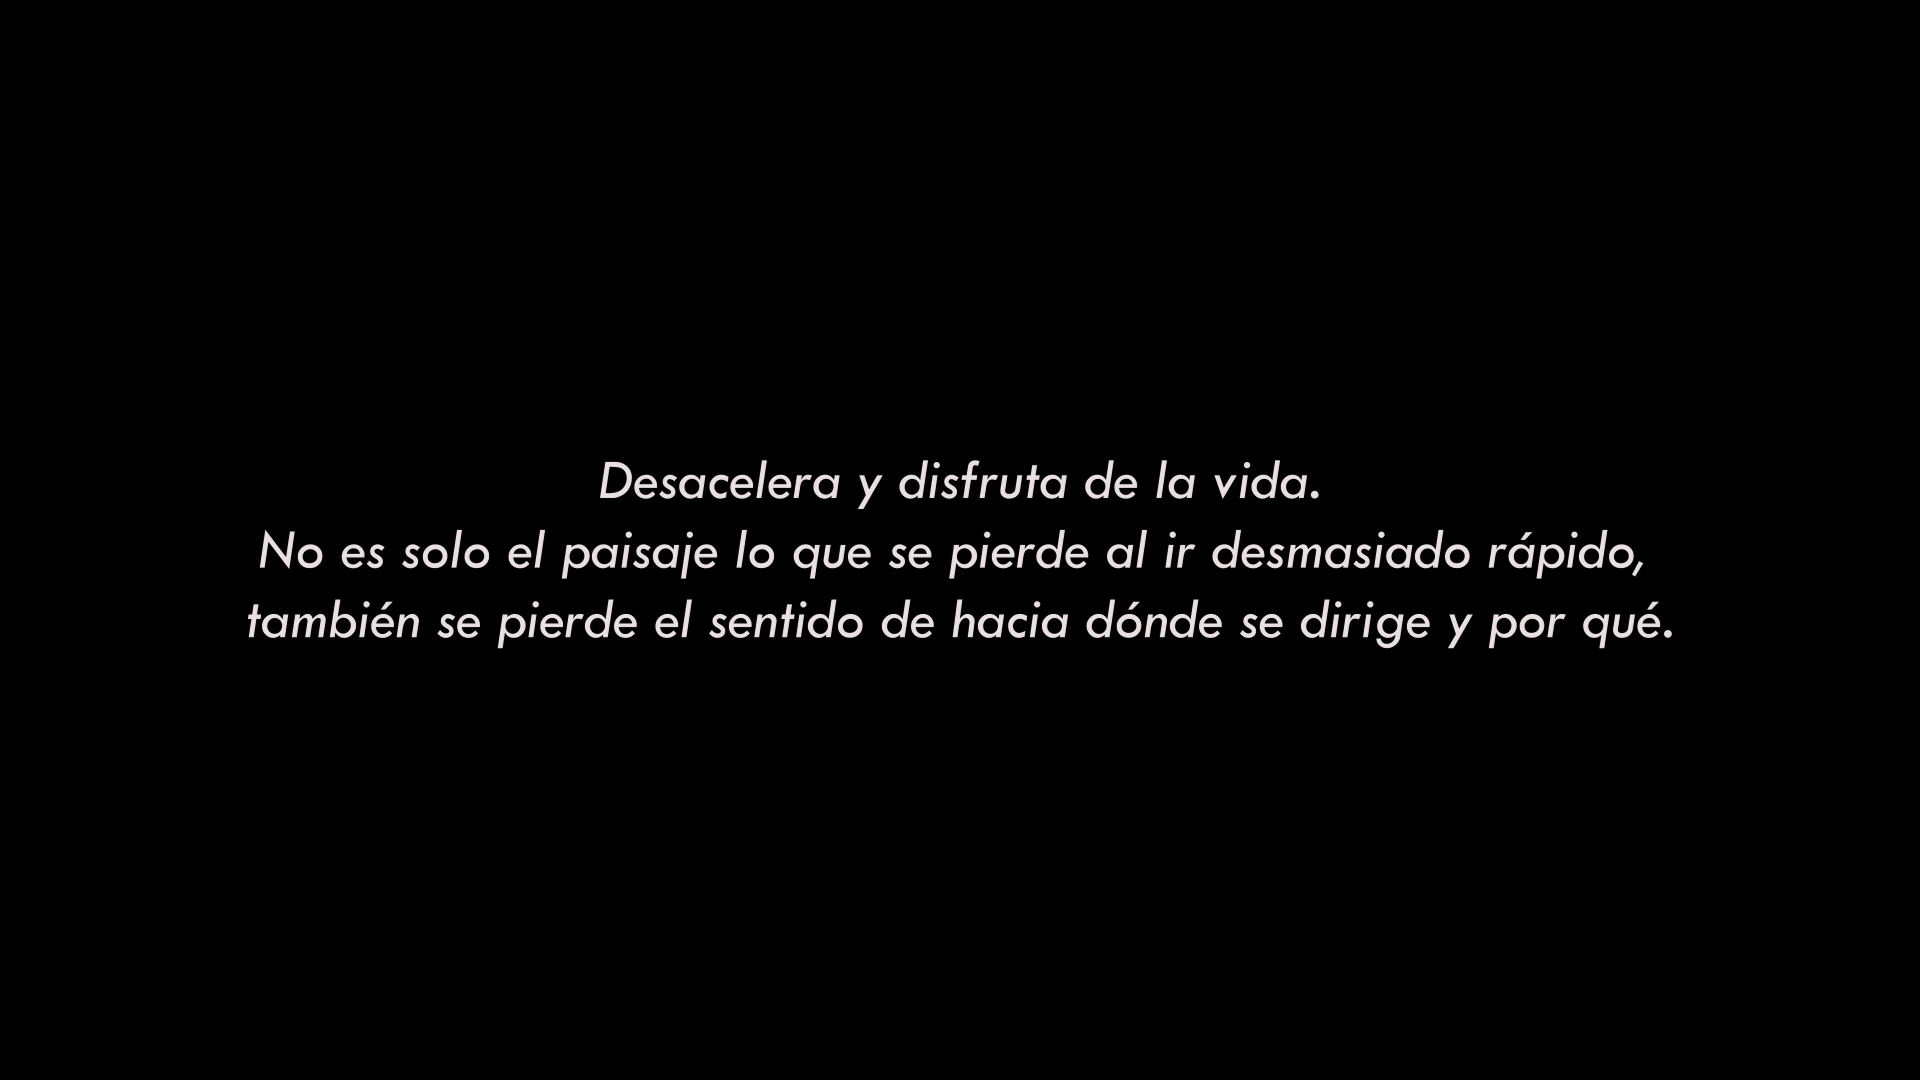 Desacelera y disfruta de la vida.
No es solo el paisaje lo que se pierde al ir desmasiado rápido,
también se pierde el sentido de hacia dónde se dirige y por qué.